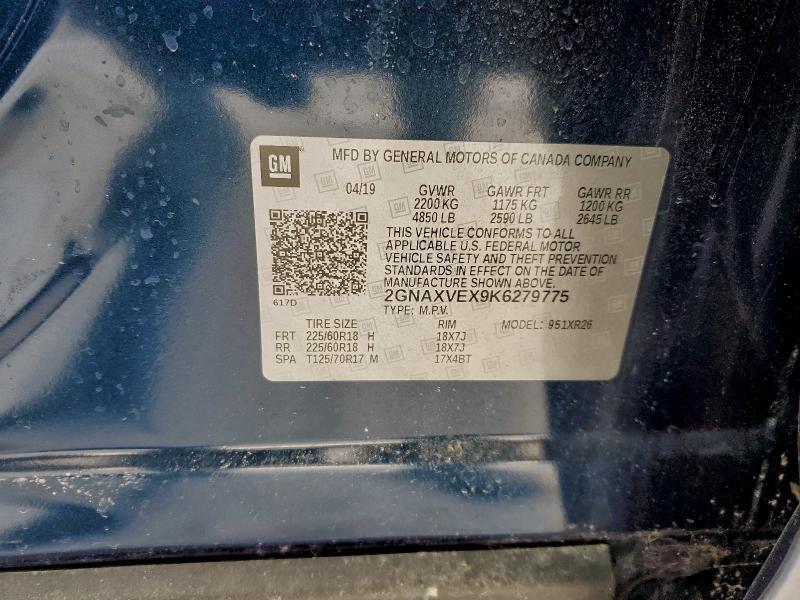 GM
MFD BY GENERAL MOTORS OF CANADA COMPANY
04/19 GVWR GAWR FRT GAWR RR
2200 KG 1175 KG 1200 KG
4850 LB 2590 LB 2645 LB
THIS VEHICLE CONFORMS TO ALL
APPLICABLE U.S. FEDERAL MOTOR
VEHICLE SAFETY AND THEFT PREVENTION
STANDARDS IN EFFECT ON THE DATE OF
MANUFACTURE SHOWN ABOVE.
2GNAXVEX9K6279775
617D
TYPE: M.P.V.
TIRE SIZE RIM MODEL: 951XR26
FRT 225/60R18 H 18X7J
RR 225/60R18 H 18X7J
SPA T125/70R17 M 17X4BT